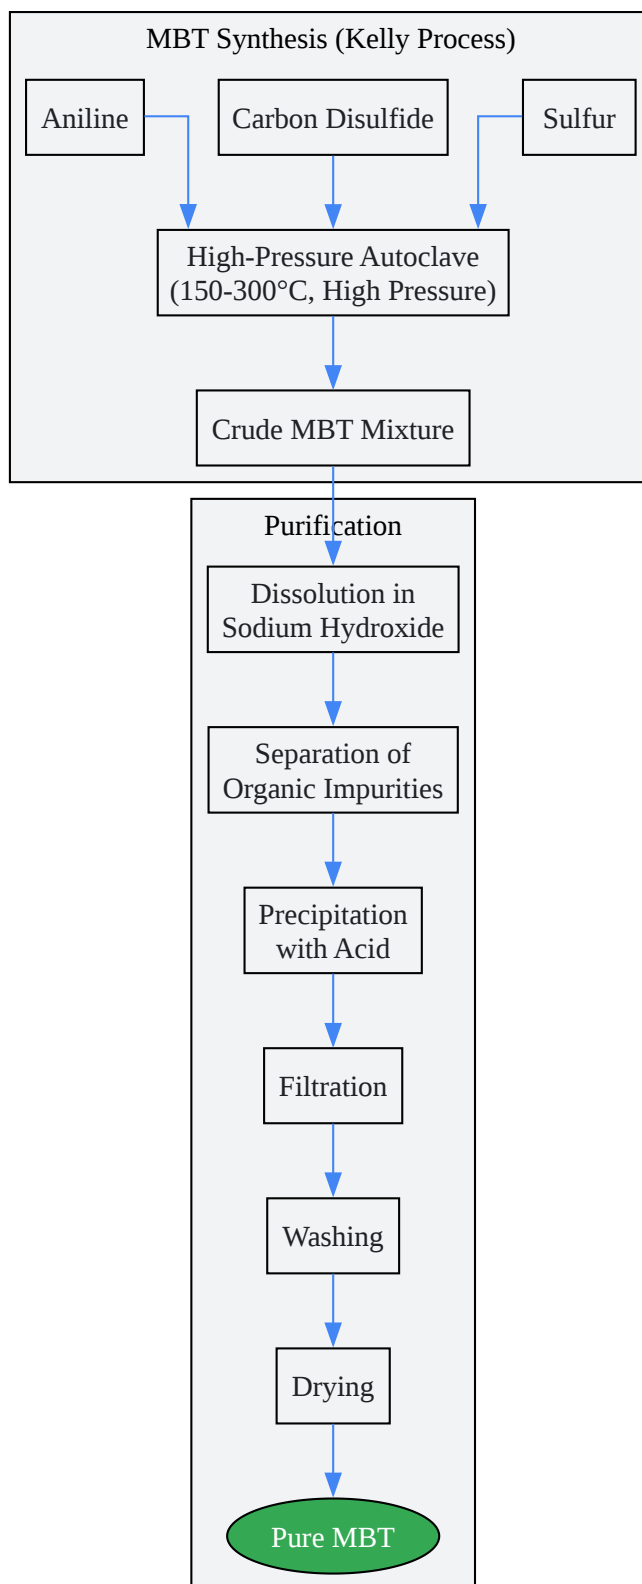 MBT Synthesis (Kelly Process)
Aniline
Carbon Disulfide
Sulfur
High-Pressure Autoclave
(150-300°C, High Pressure)
Crude MBT Mixture
Purification
Dissolution in
Sodium Hydroxide
Separation of
Organic Impurities
Precipitation
with Acid
Filtration
Washing
Drying
Pure MBT